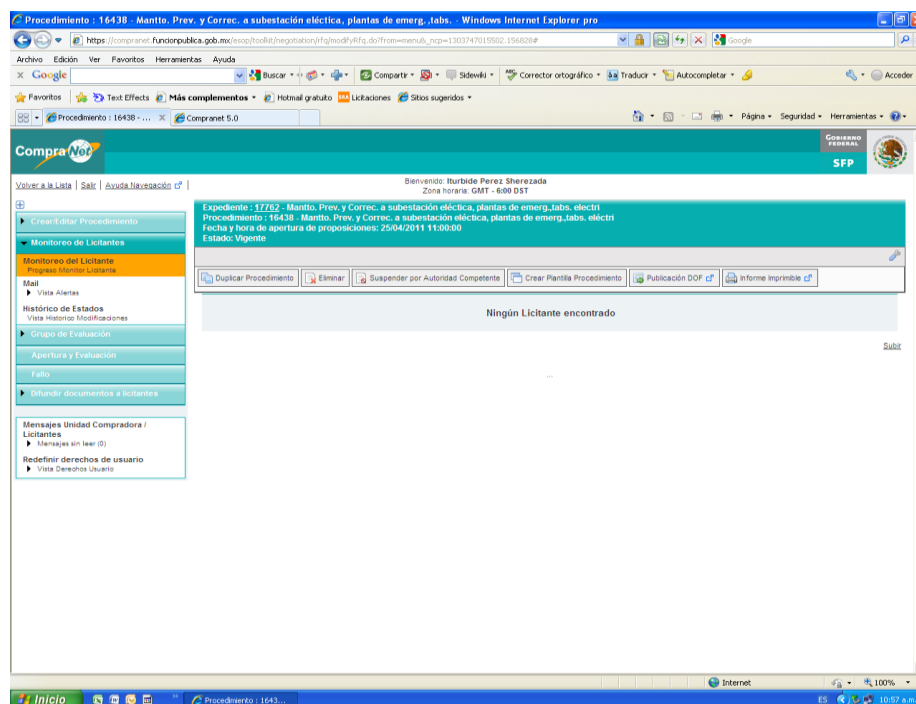 Procedimiento : 16438 - Mantto. Prev. y Correc. a subestación eléctica, plantas de emerg.,tabs. - Windows Internet Explorer pro
https://compranet.funcionpublica.gob.mx/esop/toolkit/negotiation/rfq/modifyRfq.do?from=menu&_ncp=1303747015502.156828#
Google
Archivo Edición Ver Favoritos Herramientas Ayuda
x Google Buscar Compartir Sidewiki Corrector ortográfico Traducir Autocompletar Acceder
Favoritos Text Effects Más complementos Hotmail gratuito Licitaciones Sitios sugeridos
Procedimiento : 16438 - ... X Compranet 5.0 Página Seguridad Herramientas
CompraNet
GOBIERNO FEDERAL
SFP
Volver a la Lista | Salir | Ayuda Navegación |
Bienvenido: Iturbide Perez Sherezada
Zona horaria: GMT - 6:00 DST
Expediente : 17762 - Mantto. Prev. y Correc. a subestación eléctica, plantas de emerg.,tabs. electri
Procedimiento : 16438 - Mantto. Prev. y Correc. a subestación eléctica, plantas de emerg.,tabs. eléctri
Fecha y hora de apertura de proposiciones: 25/04/2011 11:00:00
Estado: Vigente
Crear/Editar Procedimiento
Monitoreo de Licitantes
Monitoreo del Licitante
Progreso Monitor Licitante
Mail
Vista Alertas
Histórico de Estados
Vista Historico Modificaciones
Grupo de Evaluación
Apertura y Evaluación
Fallo
Difundir documentos a licitantes
Mensajes Unidad Compradora /
Licitantes
Mensajes sin leer (0)
Redefinir derechos de usuario
Vista Derechos Usuario
Duplicar Procedimiento Eliminar Suspender por Autoridad Competente Crear Plantilla Procedimiento Publicación DOF Informe Imprimible
Ningún Licitante encontrado
Subir
...
Internet 100%
Inicio Procedimiento : 1643... ES 10:57 a.m.